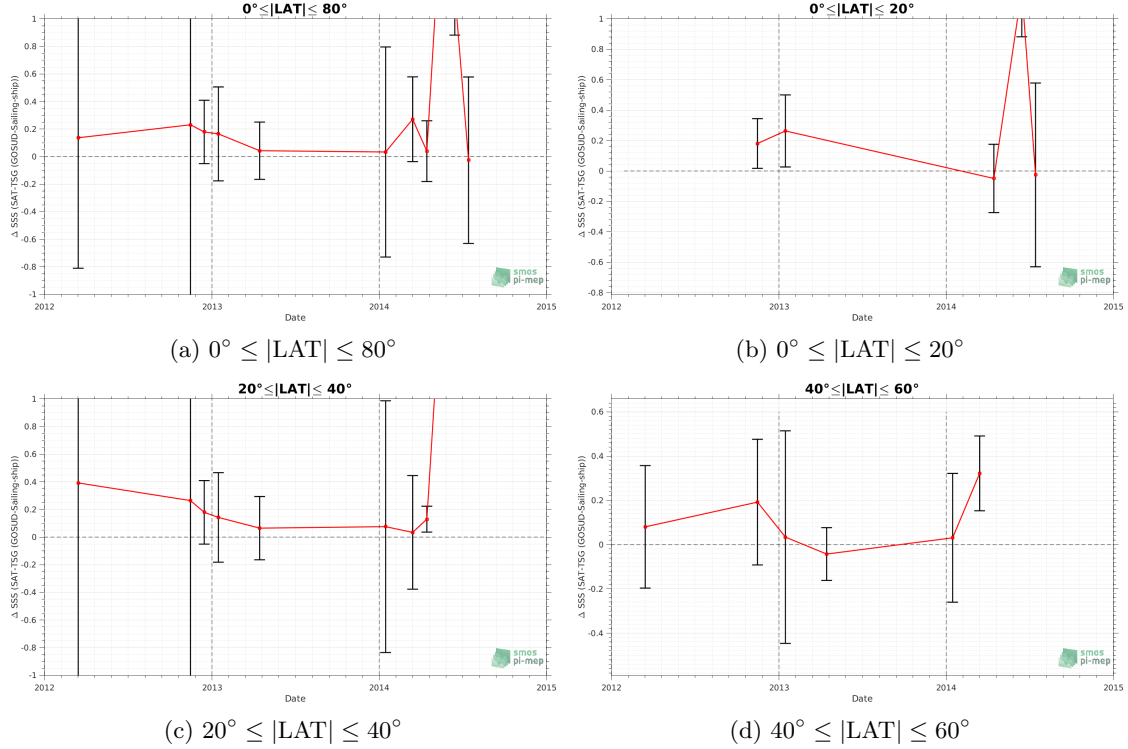 0°≤|LAT|≤ 80°
1
0.8
0.6
0.4
0.2
0
-0.2
-0.4
-0.6
-0.8
-1
Δ SSS (SAT-TSG (GOSUD-Sailing-ship))
2012
2013
2014
2015
Date
smos
pi-mep
(a) 0° ≤ |LAT| ≤ 80°
0°≤|LAT|≤ 20°
1
0.8
0.6
0.4
0.2
0
-0.2
-0.4
-0.6
-0.8
Δ SSS (SAT-TSG (GOSUD-Sailing-ship))
2012
2013
2014
2015
Date
smos
pi-mep
(b) 0° ≤ |LAT| ≤ 20°
20°≤|LAT|≤ 40°
1
0.8
0.6
0.4
0.2
0
-0.2
-0.4
-0.6
-0.8
-1
Δ SSS (SAT-TSG (GOSUD-Sailing-ship))
2012
2013
2014
2015
Date
smos
pi-mep
(c) 20° ≤ |LAT| ≤ 40°
40°≤|LAT|≤ 60°
0.6
0.4
0.2
0
-0.2
-0.4
Δ SSS (SAT-TSG (GOSUD-Sailing-ship))
2012
2013
2014
2015
Date
smos
pi-mep
(d) 40° ≤ |LAT| ≤ 60°